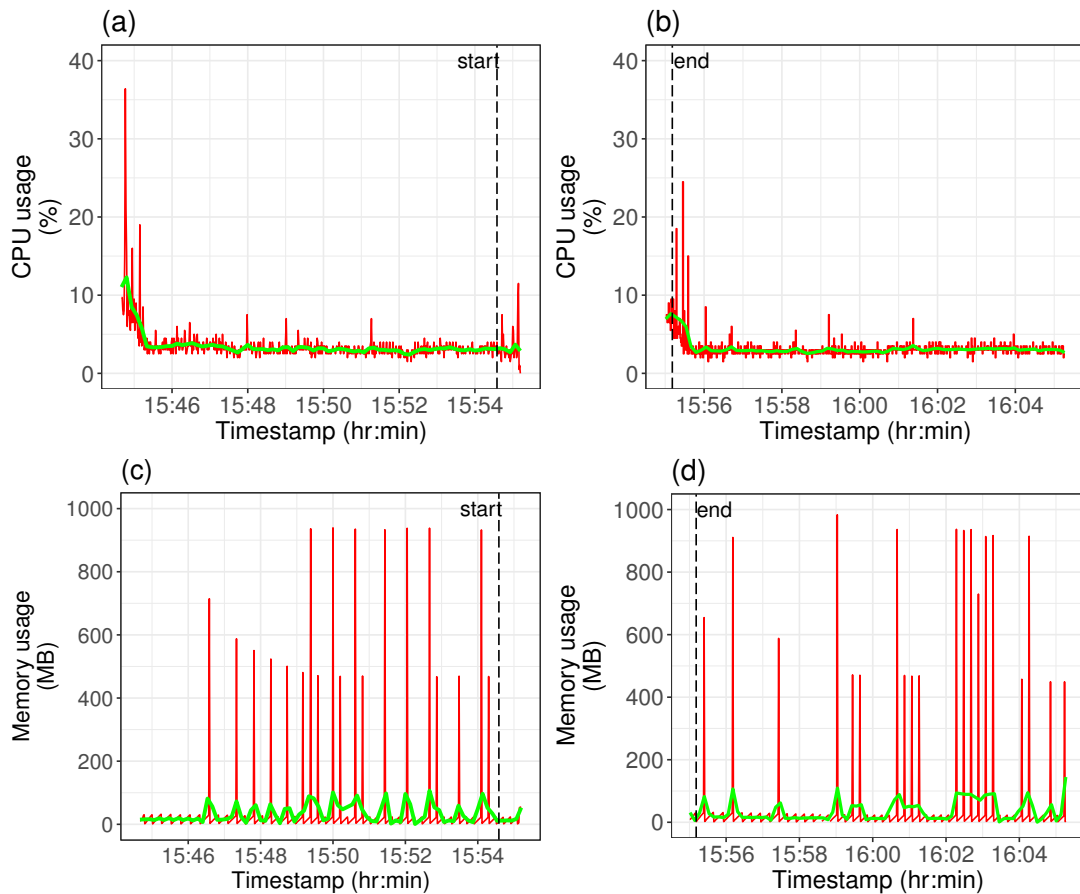 (a)
start
40
30
20
10
0
CPU usage
(%)
15:46
15:48
15:50
15:52
15:54
Timestamp (hr:min)
(b)
end
40
30
20
10
0
CPU usage
(%)
15:56
15:58
16:00
16:02
16:04
Timestamp (hr:min)
(c)
start
1000
800
600
400
200
0
Memory usage
(MB)
15:46
15:48
15:50
15:52
15:54
Timestamp (hr:min)
(d)
end
1000
800
600
400
200
0
Memory usage
(MB)
15:56
15:58
16:00
16:02
16:04
Timestamp (hr:min)